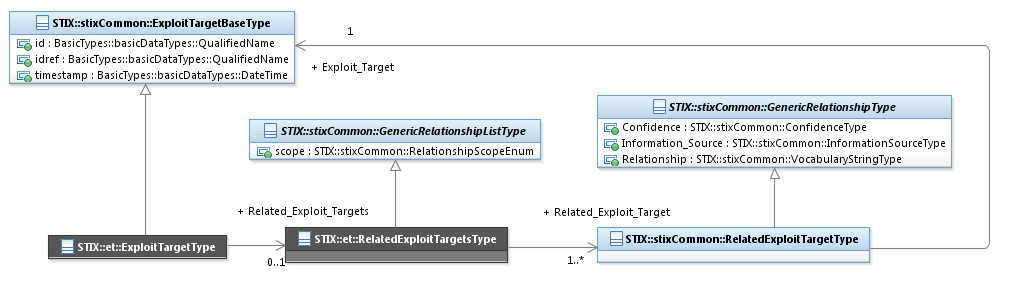 STIX::stixCommon::ExploitTargetBaseType
id : BasicTypes::basicDataTypes::QualifiedName
idref : BasicTypes::basicDataTypes::QualifiedName
timestamp : BasicTypes::basicDataTypes::DateTime
1
+ Exploit_Target
STIX::stixCommon::GenericRelationshipType
Confidence : STIX::stixCommon::ConfidenceType
Information_Source : STIX::stixCommon::InformationSourceType
Relationship : STIX::stixCommon::VocabularyStringType
STIX::stixCommon::GenericRelationshipListType
scope : STIX::stixCommon::RelationshipScopeEnum
+ Related_Exploit_Targets
+ Related_Exploit_Target
STIX::et::ExploitTargetType
STIX::et::RelatedExploitTargetsType
STIX::stixCommon::RelatedExploitTargetType
0..1
1..*